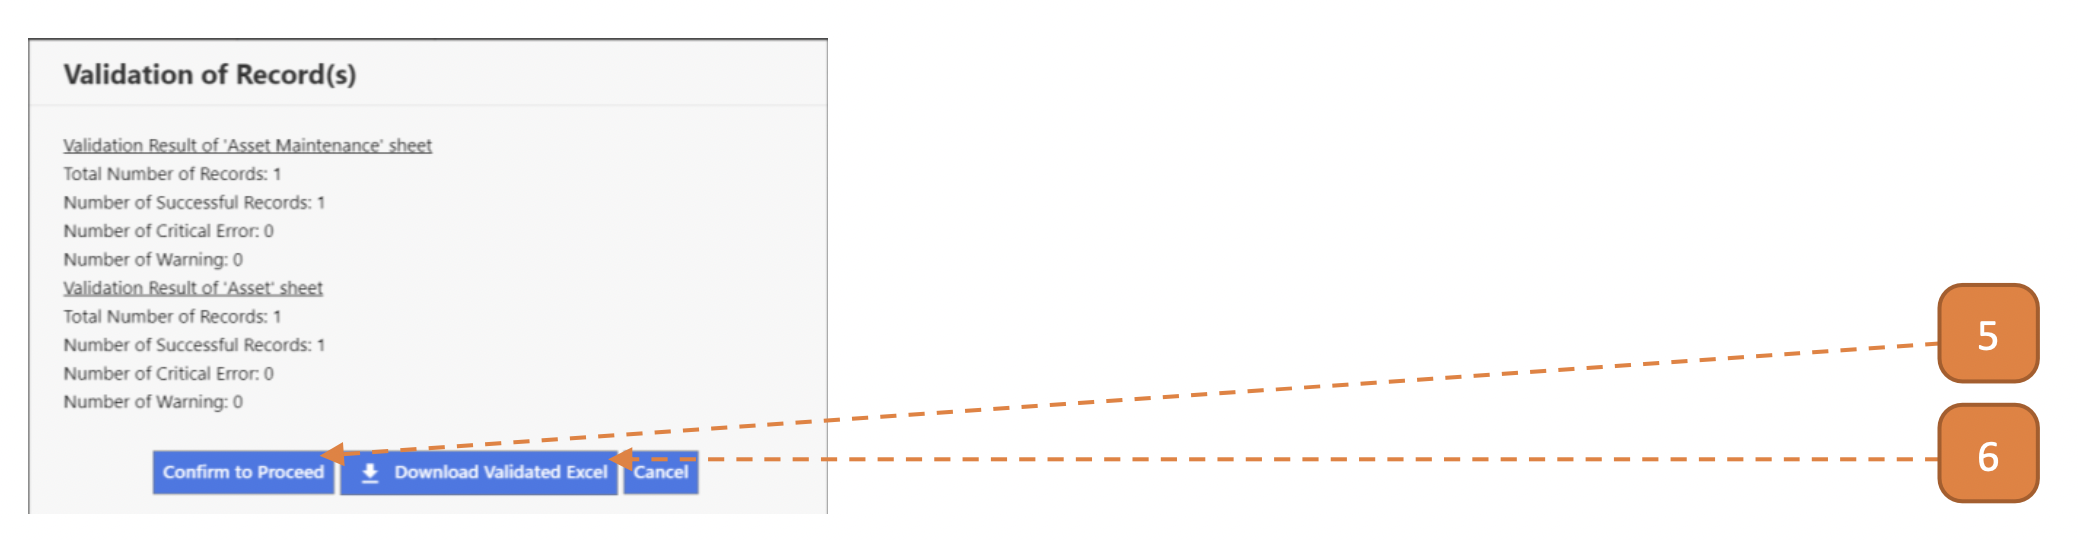 Validation of Record(s)
Validation Result of 'Asset Maintenance' sheet
Total Number of Records: 1
Number of Successful Records: 1
Number of Critical Error: 0
Number of Warning: 0
Validation Result of 'Asset' sheet
Total Number of Records: 1
Number of Successful Records: 1
Number of Critical Error: 0
Number of Warning: 0
Confirm to Proceed
Download Validated Excel
Cancel
5
6